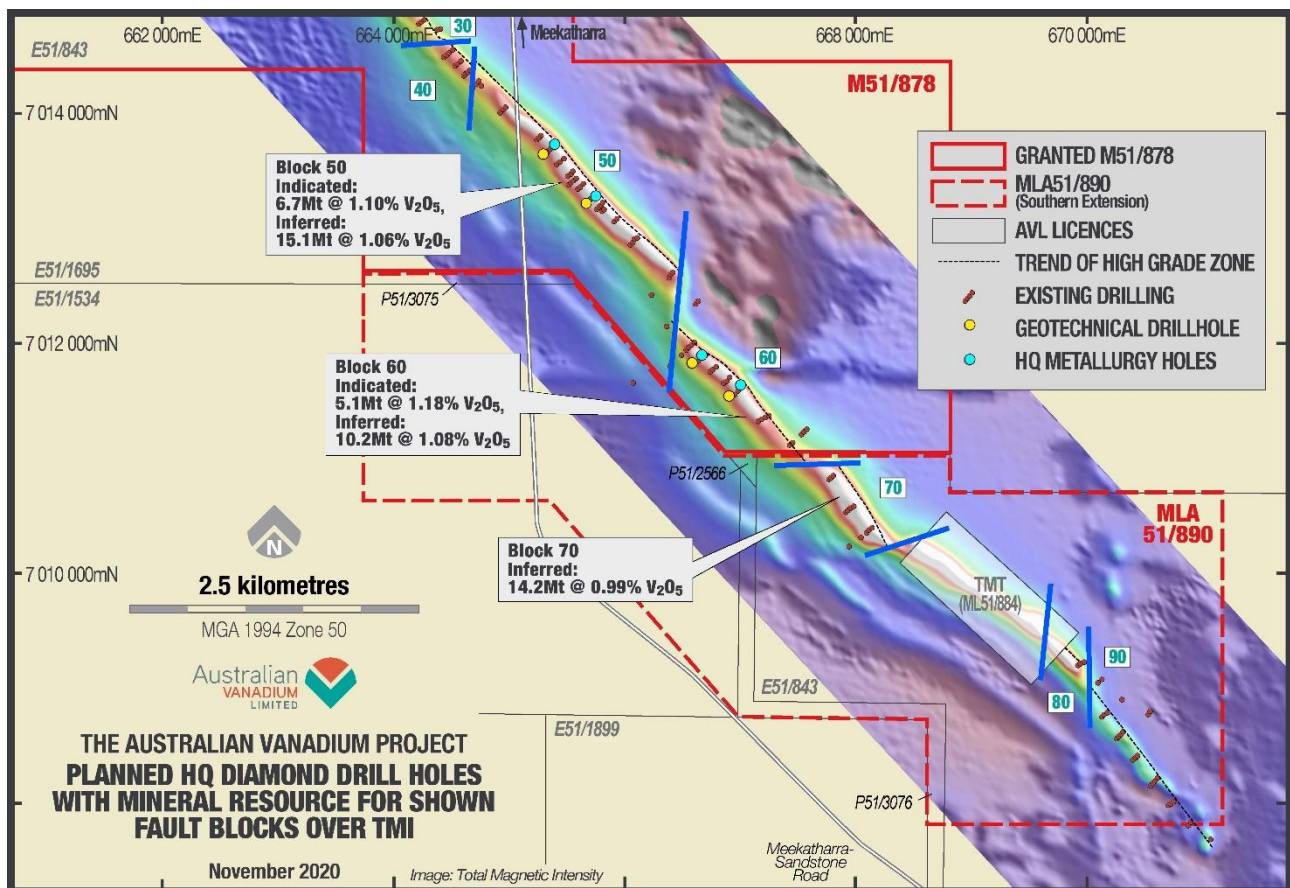 662 000mE
664 000mE
668 000mE
670 000mE
30
Meekatharra
E51/843
M51/878
40
7 014 000mN
GRANTED M51/878
MLA51/890
(Southern Extension)
AVL LICENCES
TREND OF HIGH GRADE ZONE
EXISTING DRILLING
GEOTECHNICAL DRILLHOLE
HQ METALLURGY HOLES
50
Block 50
Indicated:
6.7Mt @ 1.10% V₂O₅,
Inferred:
15.1Mt @ 1.06% V₂O₅
E51/1695
E51/1534
P51/3075
7 012 000mN
60
Block 60
Indicated:
5.1Mt @ 1.18% V₂O₅,
Inferred:
10.2Mt @ 1.08% V₂O₅
P51/2566
70
MLA
51/890
Block 70
Inferred:
14.2Mt @ 0.99% V₂O₅
7 010 000mN
N
2.5 kilometres
MGA 1994 Zone 50
TMT
(ML51/884)
90
80
Australian
VANADIUM
LIMITED
E51/843
E51/1899
THE AUSTRALIAN VANADIUM PROJECT
PLANNED HQ DIAMOND DRILL HOLES
WITH MINERAL RESOURCE FOR SHOWN
FAULT BLOCKS OVER TMI
P51/3076
November 2020
Image: Total Magnetic Intensity
Meekatharra-
Sandstone
Road